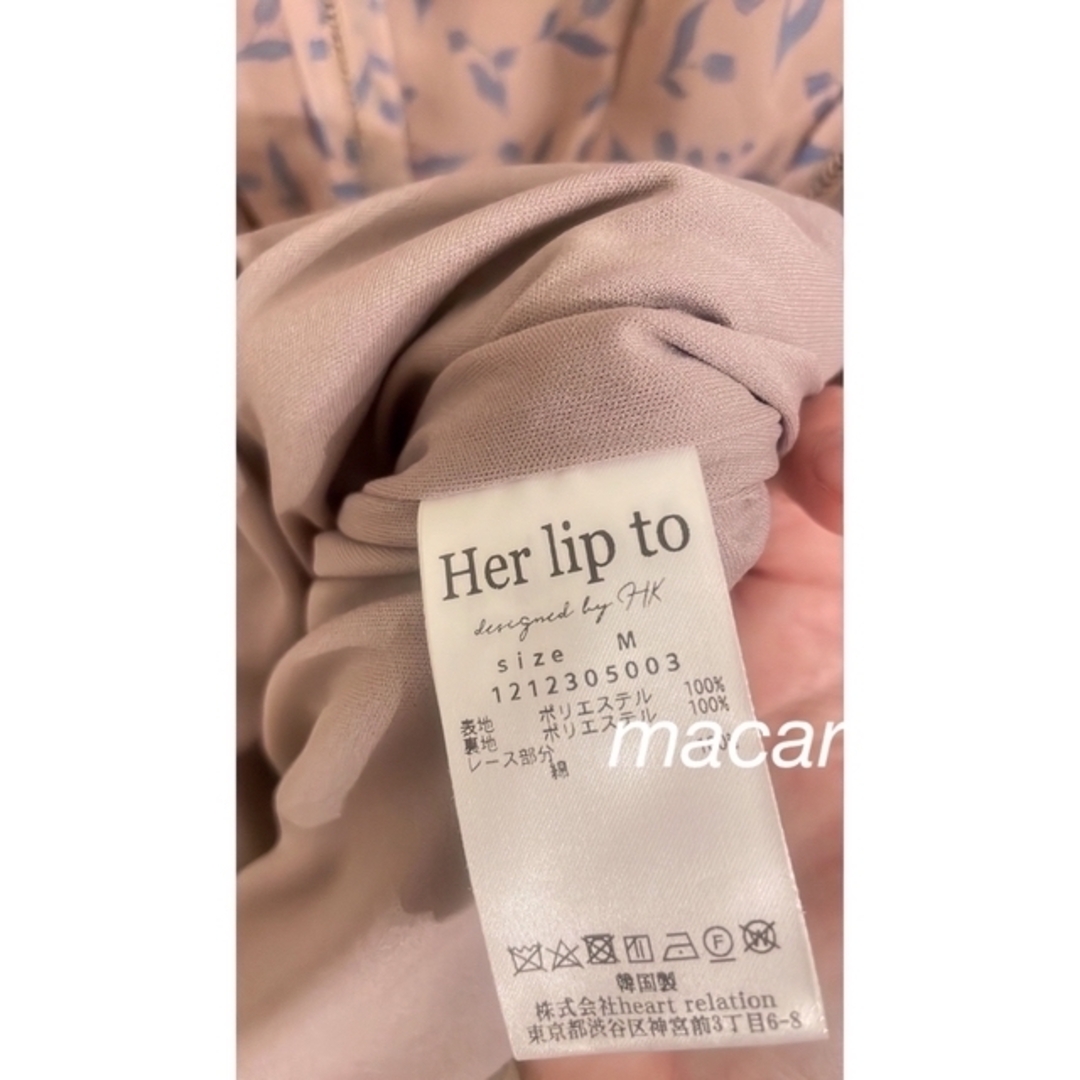 Her lip to
designed by HK
size M
1212305003
表地 ポリエステル 100%
裏地 ポリエステル 100%
レース部分
綿 100%
macar
韓国製
株式会社heart relation
東京都渋谷区神宮前3丁目6-8